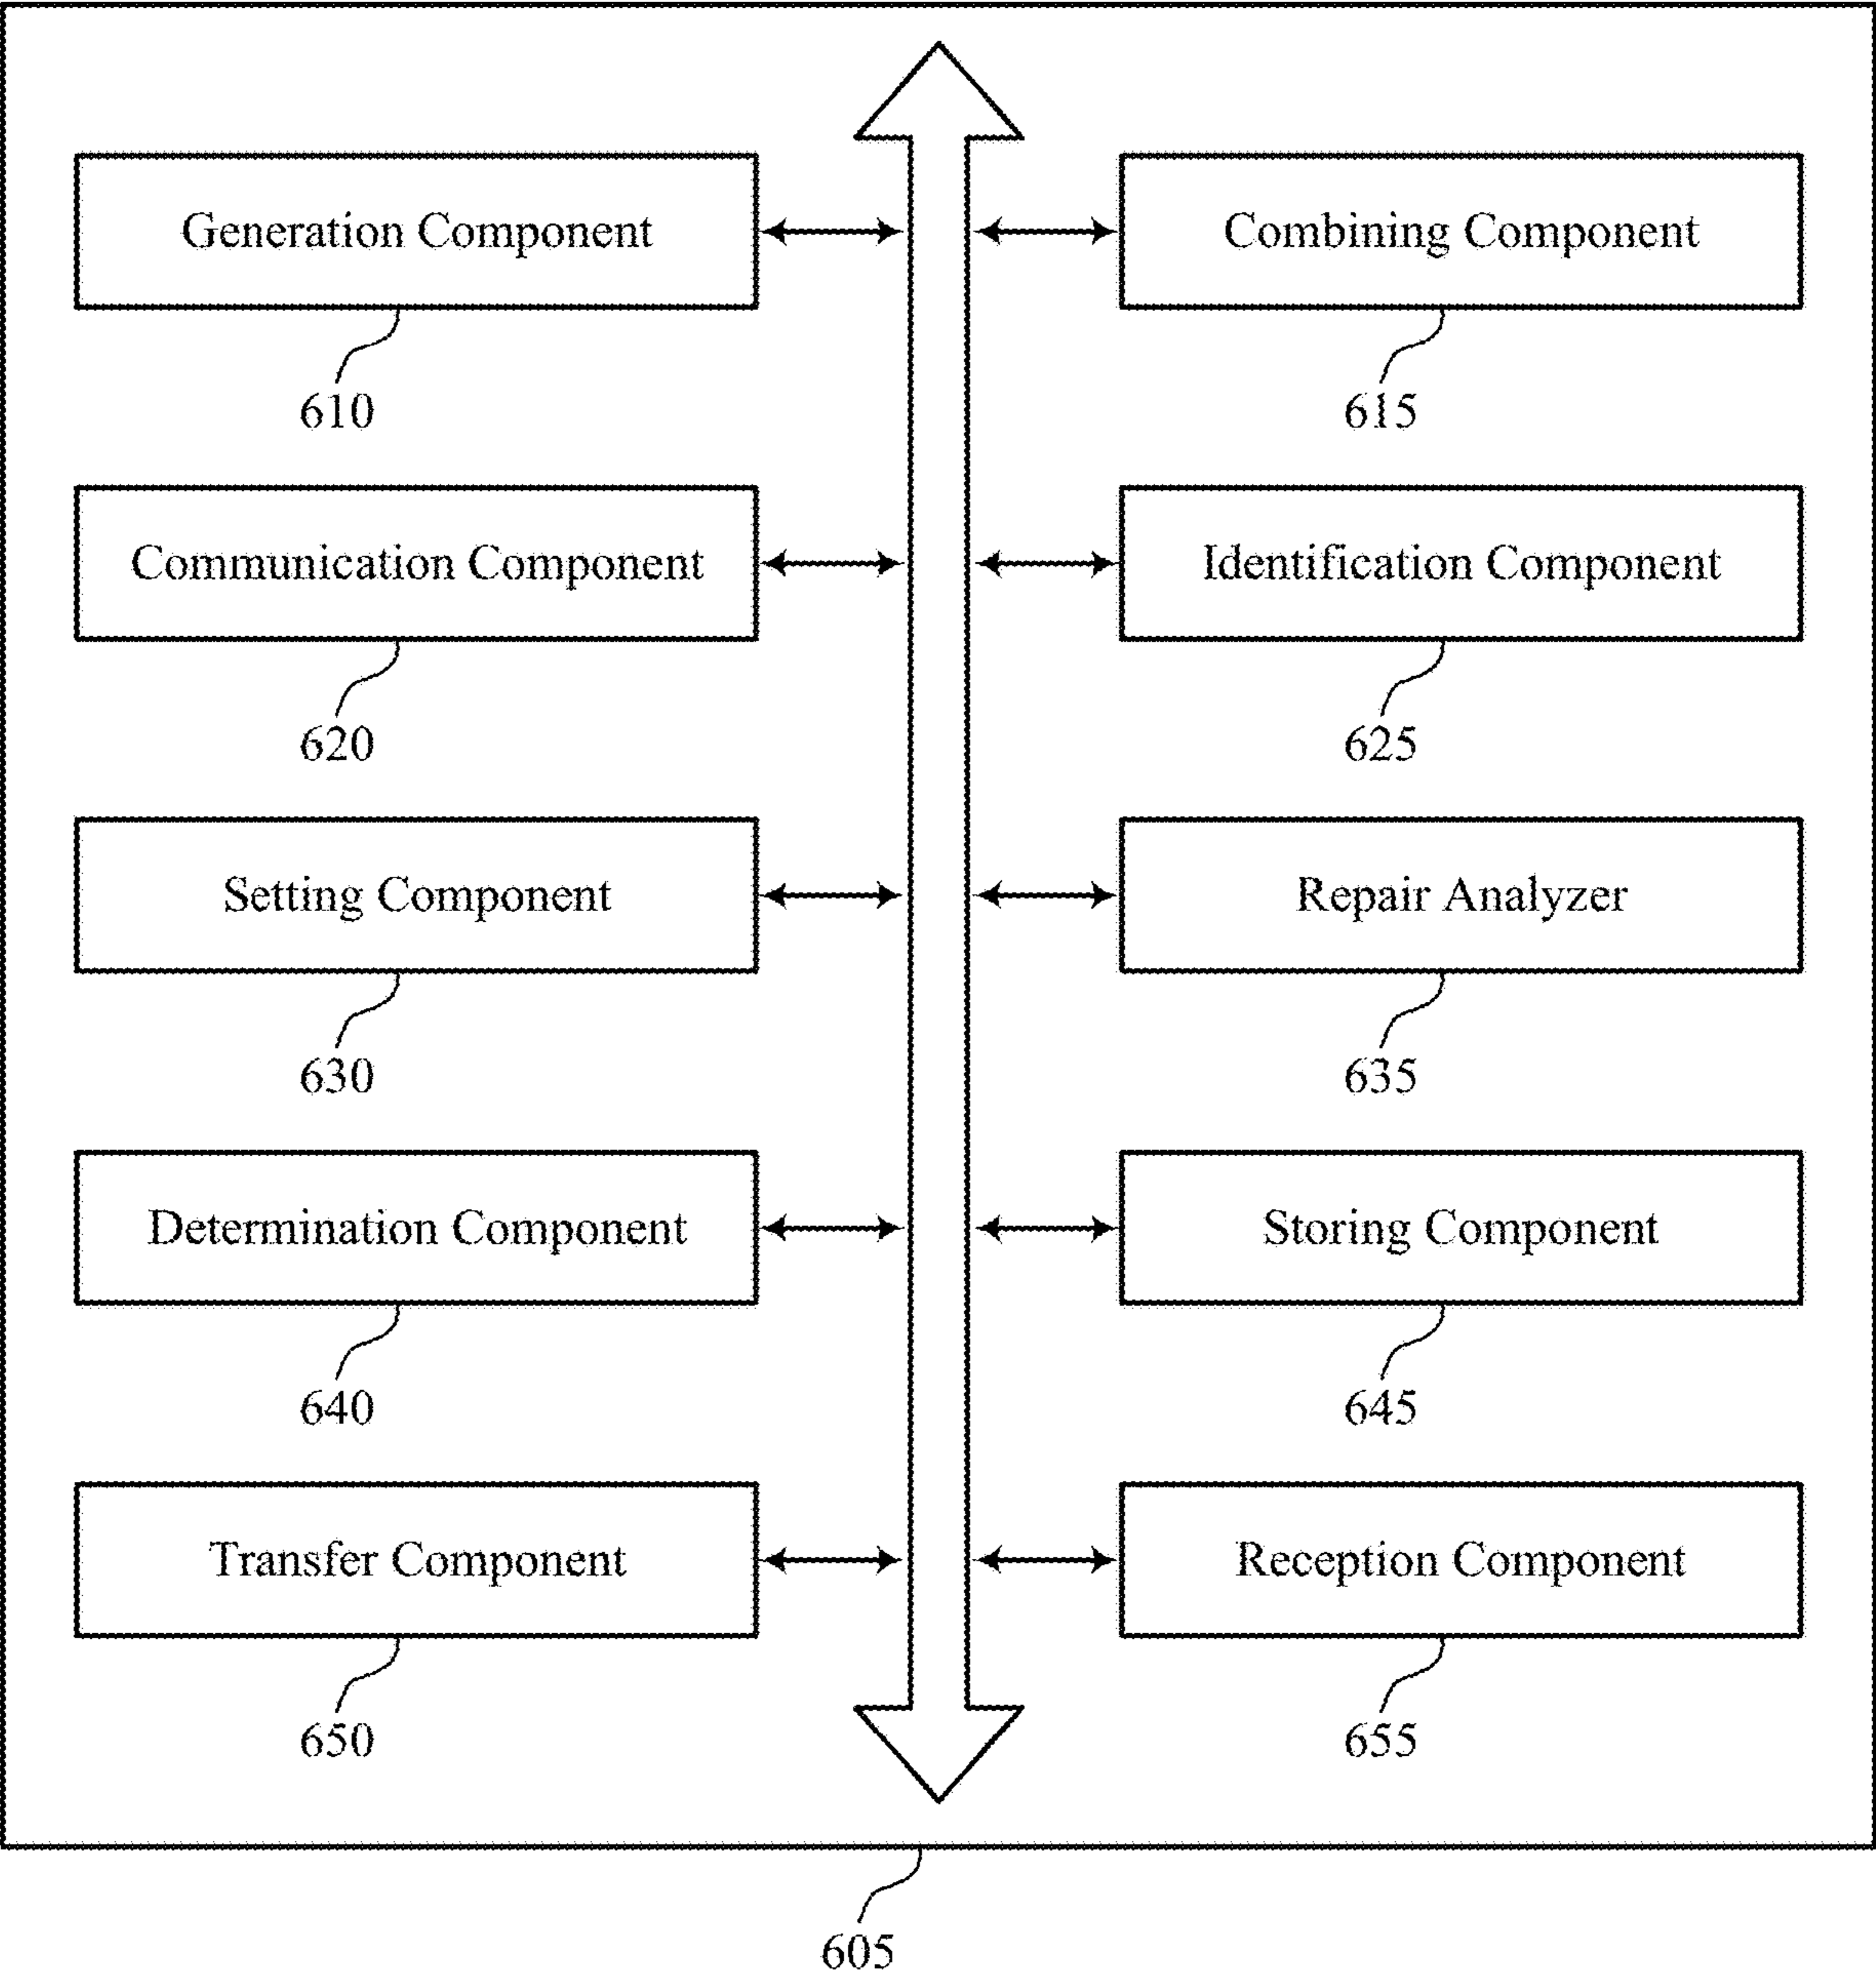 Generation Component
Combining Component
610
615
Communication Component
Identification Component
620
625
Setting Component
Repair Analyzer
630
635
Determination Component
Storing Component
640
645
Transfer Component
Reception Component
650
655
605